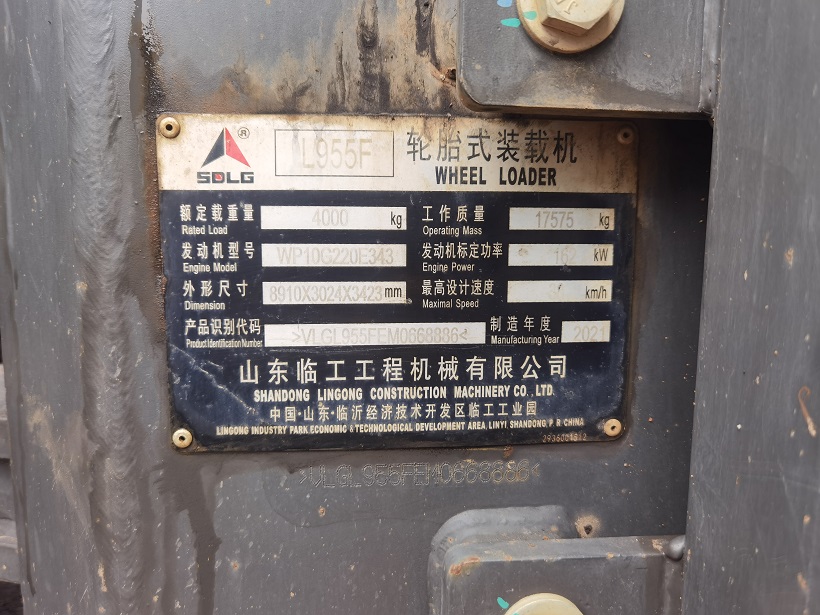 SDLG ® L955F 轮胎式装载机
WHEEL LOADER
额定载重量 4000 kg 工作质量 17575 kg
Rated Load Operating Mass
发动机型号 WP10G220E343 发动机标定功率 162 kW
Engine Model Engine Power
外形尺寸 8910X3024X3423 mm 最高设计速度 km/h
Dimension Maximal Speed
产品识别代码 >VLGL955FEM0668886< 制造年度 2021
Product Identification Number Manufacturing Year
山东临工工程机械有限公司
SHANDONG LINGONG CONSTRUCTION MACHINERY CO., LTD.
中国·山东·临沂经济技术开发区临工工业园
LINGONG INDUSTRY PARK,ECONOMIC & TECHNOLOGICAL DEVELOPMENT AREA, LINYI, SHANDONG, P. R. CHINA
>VLGL955FEM0668886<